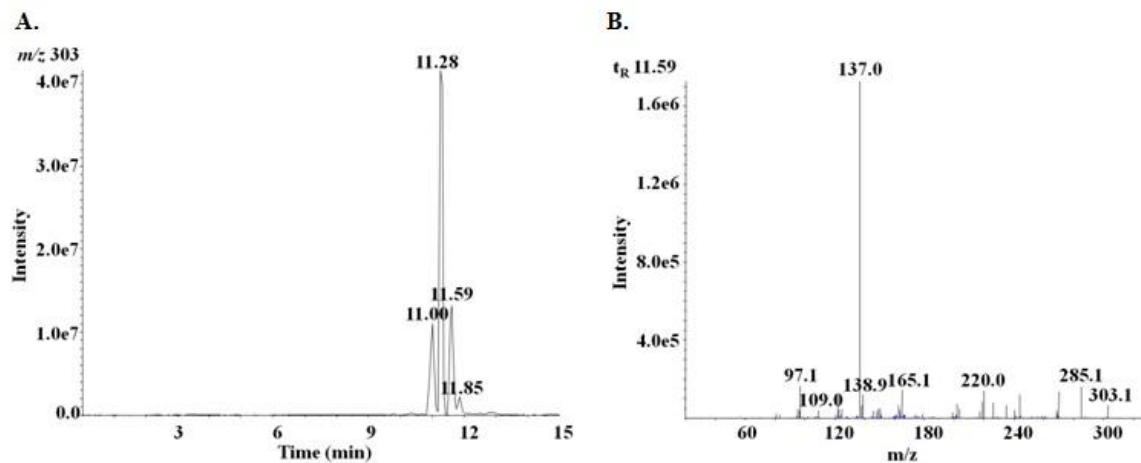 A.
m/z 303
4.0e7
3.0e7
2.0e7
1.0e7
0.0
Intensity
11.28
11.59
11.00
11.85
3 6 9 12 15
Time (min)
B.
tR 11.59
1.6e6
1.2e6
8.0e5
4.0e5
Intensity
137.0
97.1
109.0
138.9
165.1
220.0
285.1
303.1
60 120 180 240 300
m/z